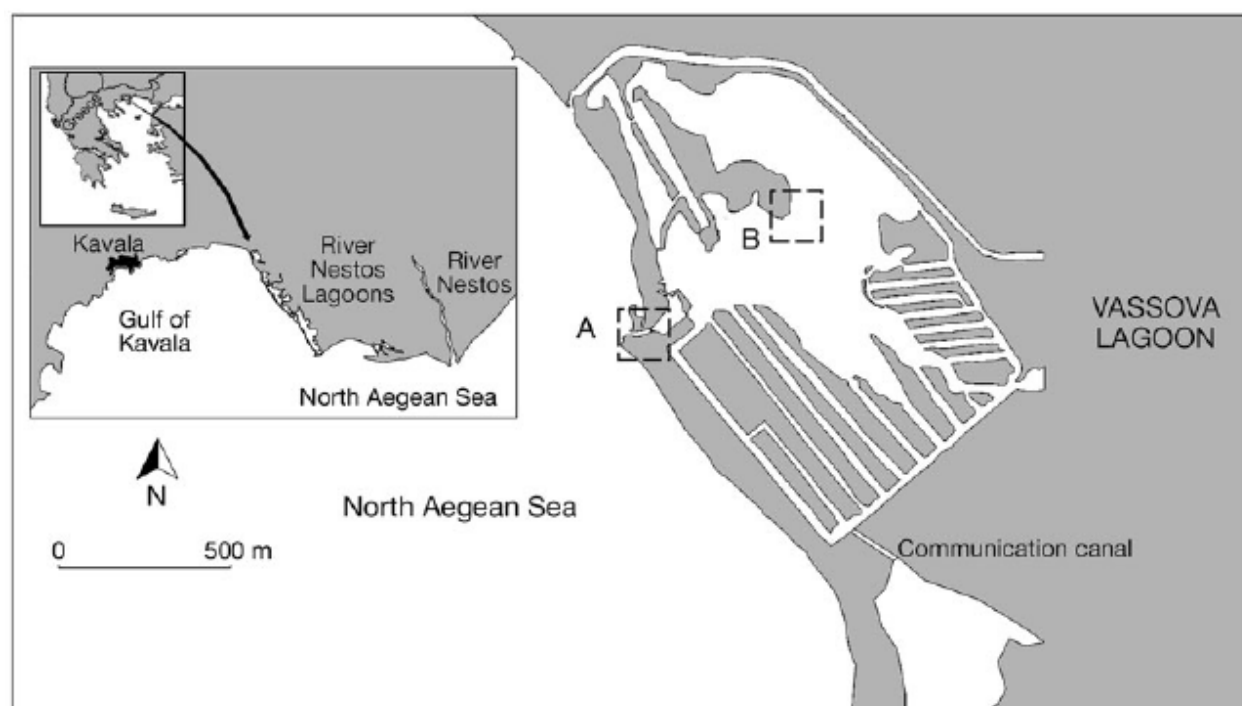 Greece
Kavala
River
Nestos
Lagoons
River
Nestos
Gulf of
Kavala
North Aegean Sea
A
B
VASSOVA
LAGOON
N
North Aegean Sea
0 500 m
Communication canal